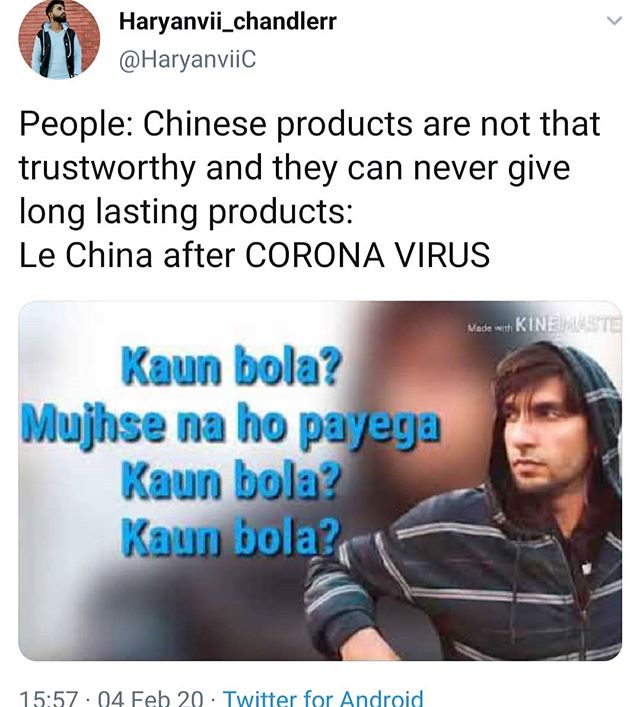 Haryanvii_chandlerr
@HaryanviiC
People: Chinese products are not that
trustworthy and they can never give
long lasting products:
Le China after CORONA VIRUS
Made with KINEMASTE
Kaun bola?
Mujhse na ho payega
Kaun bola?
Kaun bola?
15:57 · 04 Feb 20 · Twitter for Android